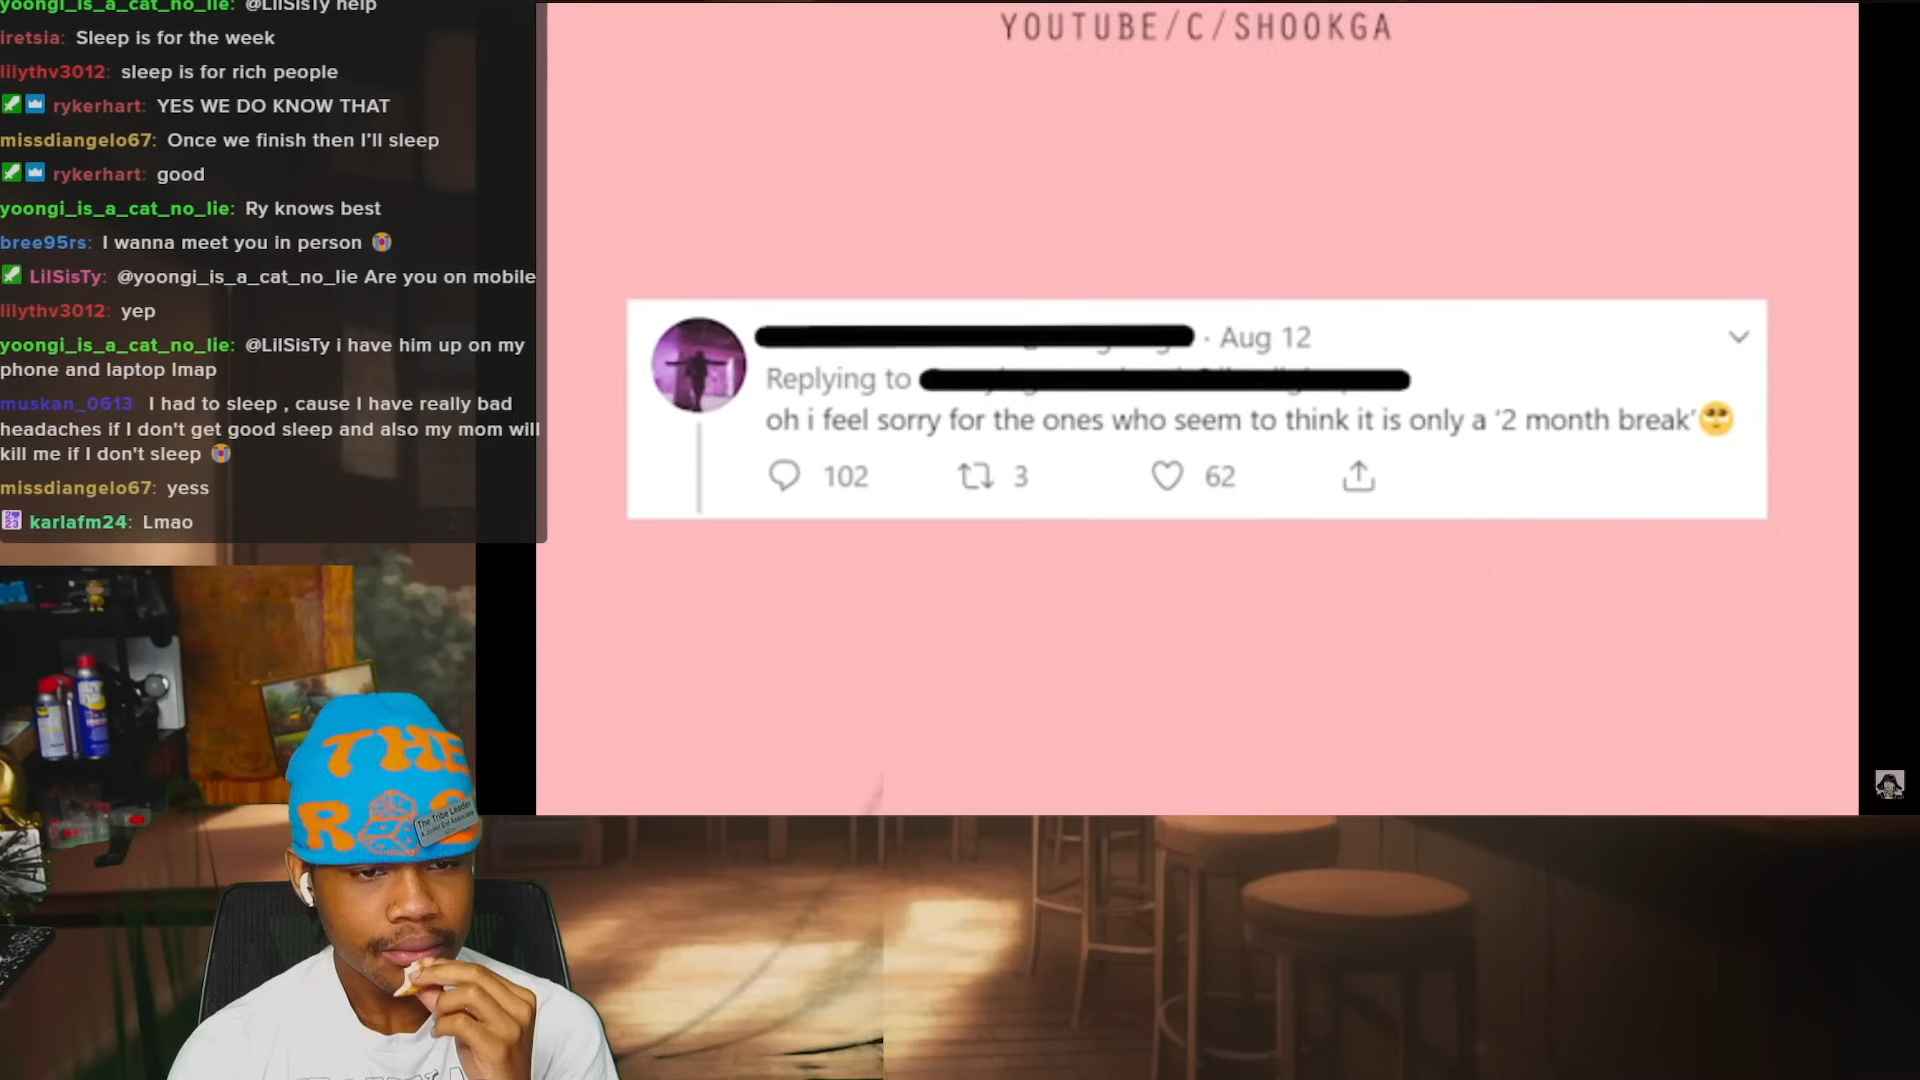 yoongi_is_a_cat_no_lie: @LilSisTy help
iretsia: Sleep is for the week
lilythv3012: sleep is for rich people
rykerhart: YES WE DO KNOW THAT
missdiangelo67: Once we finish then I'll sleep
rykerhart: good
yoongi_is_a_cat_no_lie: Ry knows best
bree95rs: I wanna meet you in person 😭
LilSisTy: @yoongi_is_a_cat_no_lie Are you on mobile
lilythv3012: yep
yoongi_is_a_cat_no_lie: @LilSisTy i have him up on my
phone and laptop lmap
muskan_0613: I had to sleep , cause I have really bad
headaches if I don't get good sleep and also my mom will
kill me if I don't sleep 😭
missdiangelo67: yess
karlafm24: Lmao
YOUTUBE/C/SHOOKGA
· Aug 12
Replying to
oh i feel sorry for the ones who seem to think it is only a '2 month break'🥺
102 3 62
THE
R
The Tribe Leader